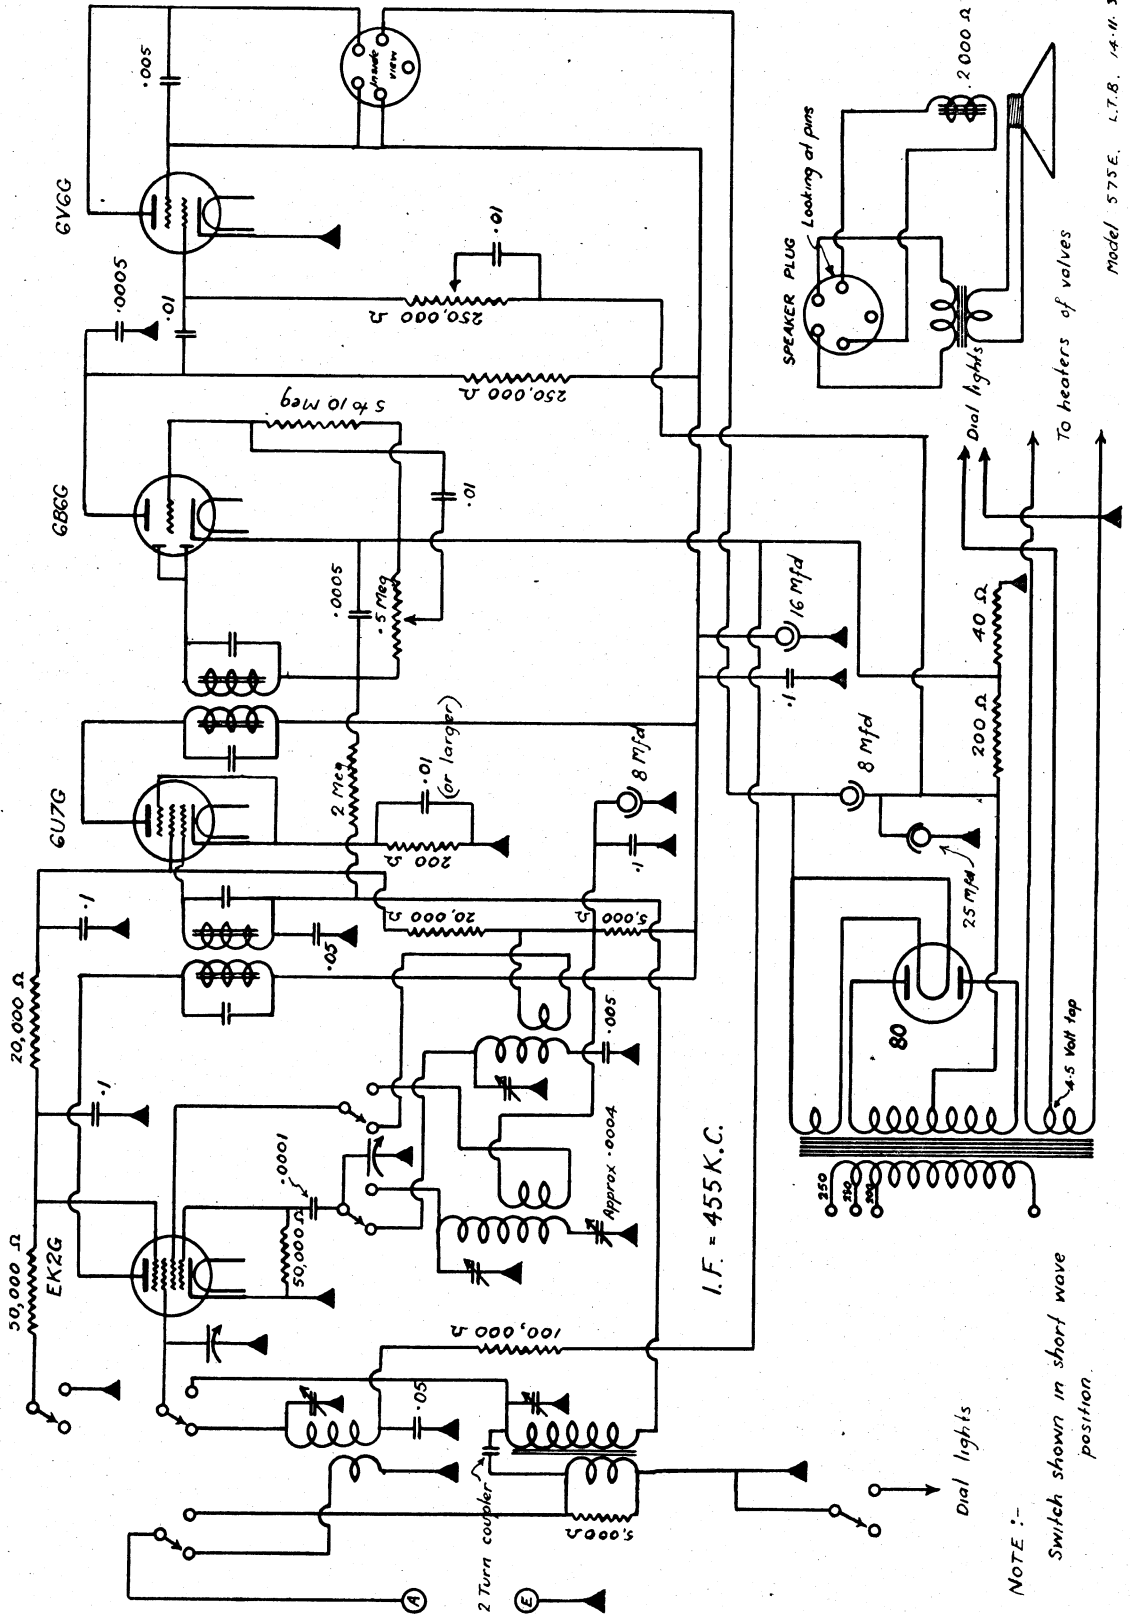 6V6G
.005
inside
view
6B6G
.0005
.01
250,000 Ω
.01
250,000 Ω
5 to 10 Meg
.01
6U7G
.0005
.5 Meg
2 Meg
200 Ω
.01
(or larger)
20,000 Ω
.1
.05
20,000 Ω
5,000 Ω
.1
8 Mfd
.1
16 Mfd
EK2G
50,000 Ω
.1
.0001
50,000 Ω
.005
Approx .0004
100,000 Ω
.05
2 Turn coupler
5,000 Ω
A
E
I.F. = 455 K.C.
8 Mfd
25 Mfd
200 Ω
40 Ω
80
4.5 Volt tap
250
230
200
Dial lights
To heaters of valves
SPEAKER PLUG
Looking at pins
2000 Ω
Dial lights
NOTE :-
Switch shown in short wave
position.
Model 575E. L.T.B. 14.11.